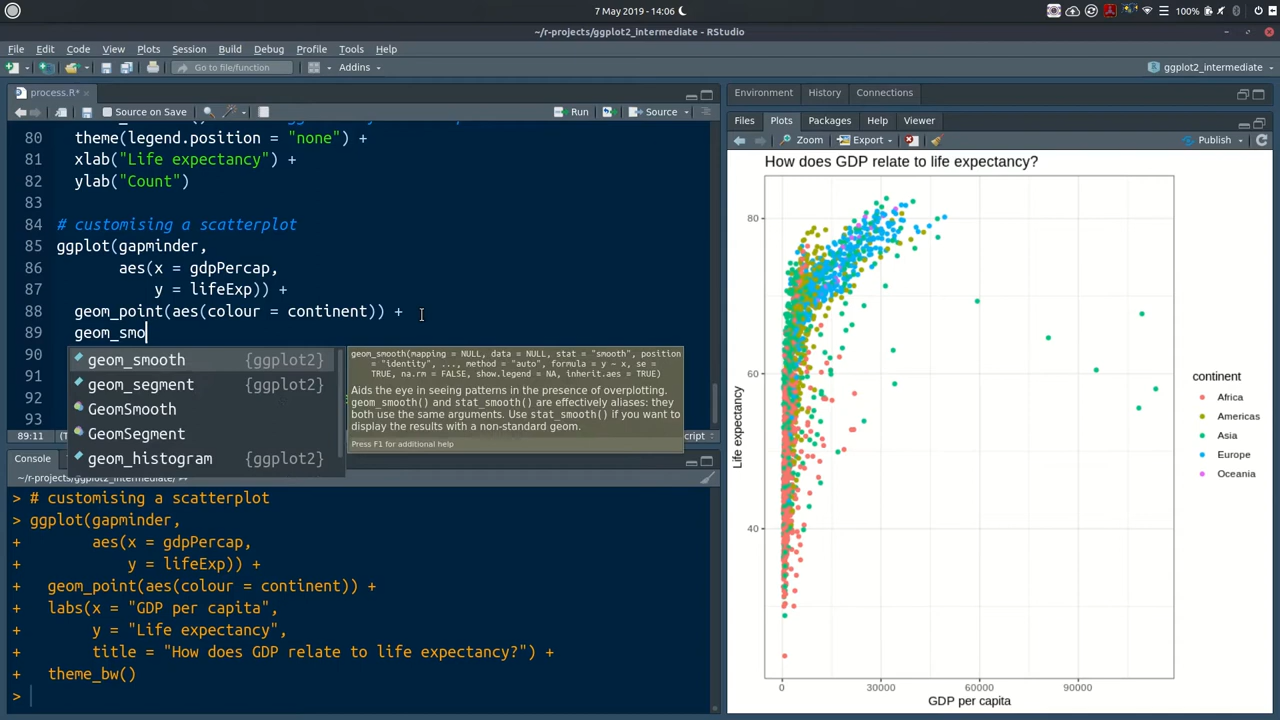 7 May 2019 - 14:06
100%
~/r-projects/ggplot2_intermediate - RStudio
File Edit Code View Plots Session Build Debug Profile Tools Help
Go to file/function Addins ggplot2_intermediate
process.R*
Source on Save Run Source
80 theme(legend.position = "none") +
81 xlab("Life expectancy") +
82 ylab("Count")
83
84 # customising a scatterplot
85 ggplot(gapminder,
86 aes(x = gdpPercap,
87 y = lifeExp)) +
88 geom_point(aes(colour = continent)) +
89 geom_smo
90
91
92
93
geom_smooth {ggplot2}
geom_segment {ggplot2}
GeomSmooth
GeomSegment
geom_histogram {ggplot2}
geom_smooth(mapping = NULL, data = NULL, stat = "smooth", position
= "identity", ..., method = "auto", formula = y ~ x, se =
TRUE, na.rm = FALSE, show.legend = NA, inherit.aes = TRUE)
Aids the eye in seeing patterns in the presence of overplotting.
geom_smooth() and stat_smooth() are effectively aliases: they
both use the same arguments. Use stat_smooth() if you want to
display the results with a non-standard geom.
Press F1 for additional help
89:11
Console
~/r-projects/ggplot2_intermediate/
> # customising a scatterplot
> ggplot(gapminder,
+ aes(x = gdpPercap,
+ y = lifeExp)) +
+ geom_point(aes(colour = continent)) +
+ labs(x = "GDP per capita",
+ y = "Life expectancy",
+ title = "How does GDP relate to life expectancy?") +
+ theme_bw()
>
Environment History Connections
Files Plots Packages Help Viewer
Zoom Export Publish
How does GDP relate to life expectancy?
80
60
40
Life expectancy
0 30000 60000 90000
GDP per capita
continent
Africa
Americas
Asia
Europe
Oceania